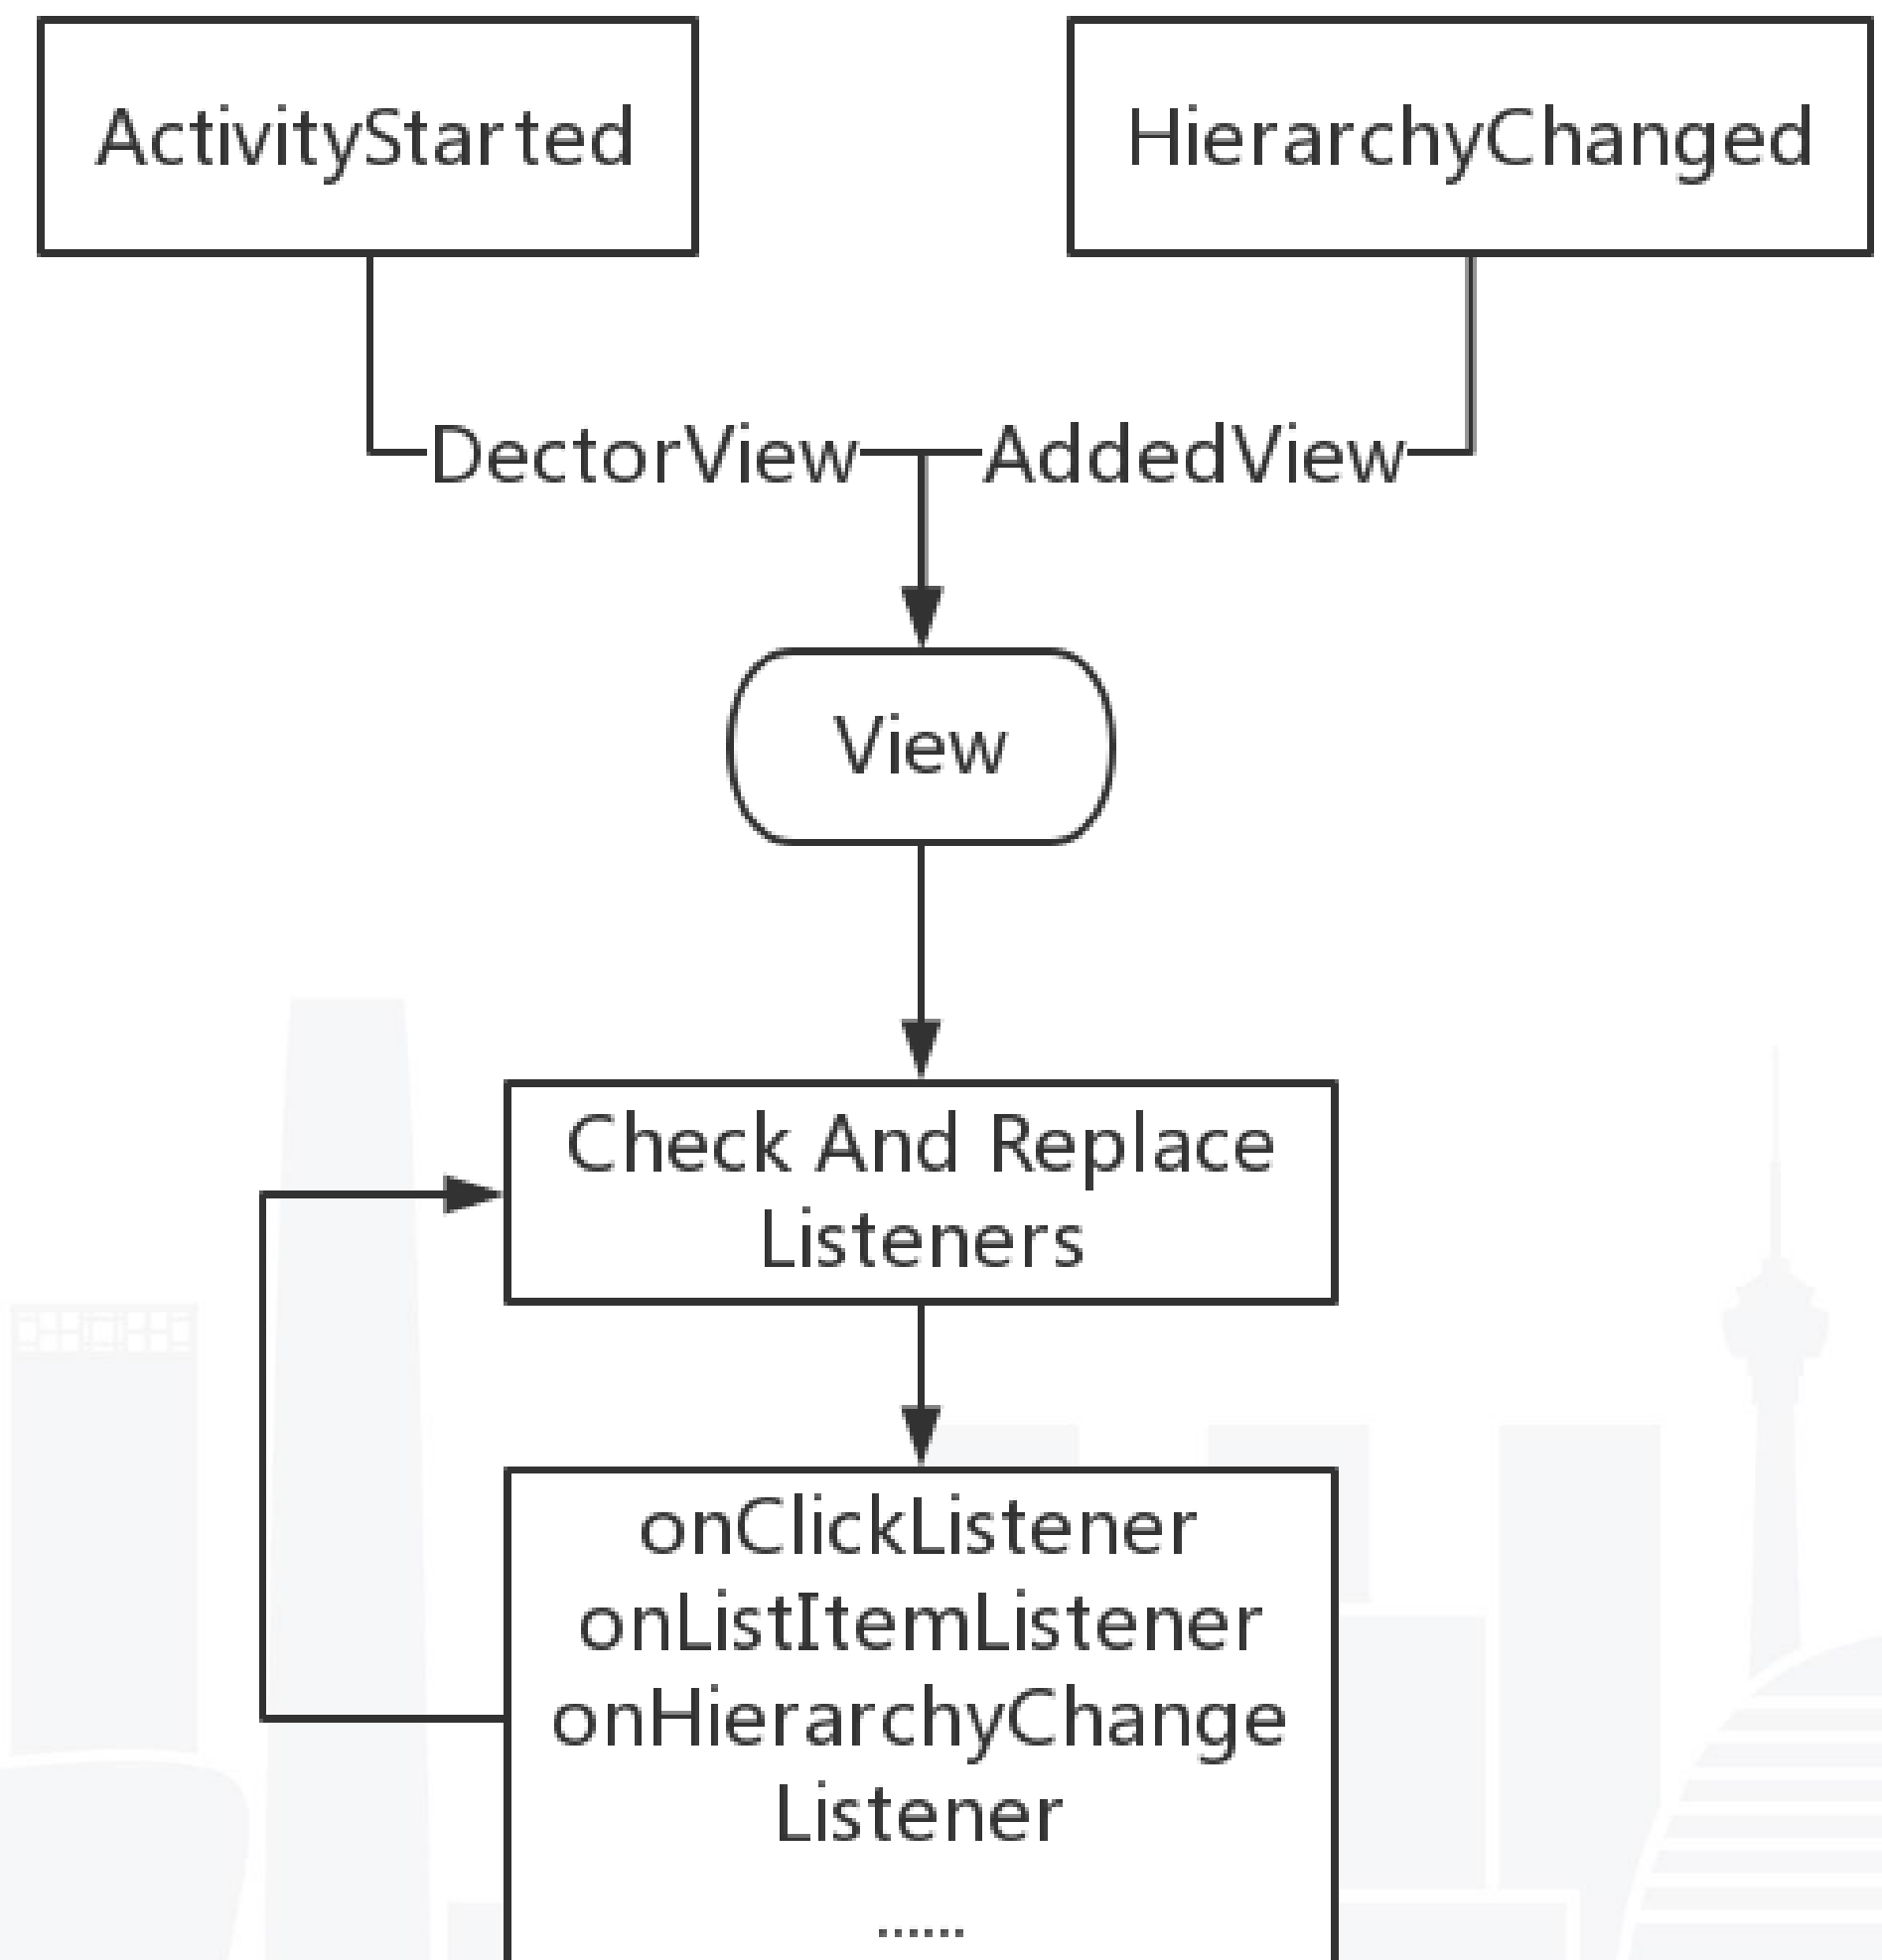 ActivityStarted
HierarchyChanged
DectorView
AddedView
View
Check And Replace
Listeners
onClickListener
onListItemListener
onHierarchyChange
Listener
......